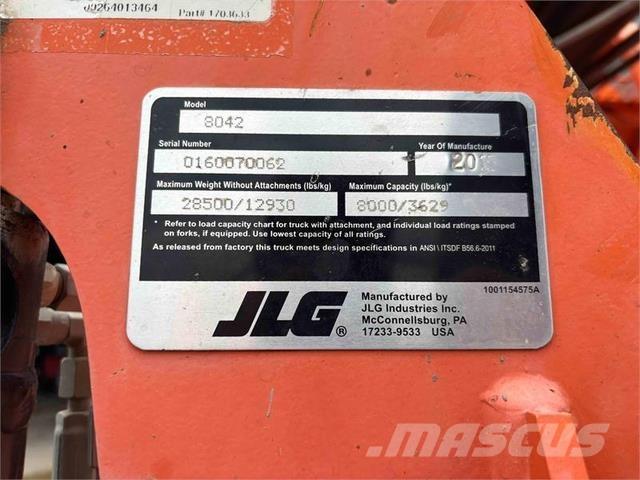 09264013464
Part# 1703633
Model
8042
Serial Number
0160070062
Year Of Manufacture
Maximum Weight Without Attachments (lbs/kg)
28500/12930
Maximum Capacity (lbs/kg)*
8000/3629
* Refer to load capacity chart for truck with attachment, and individual load ratings stamped
on forks, if equipped. Use lowest capacity of all ratings.
As released from factory this truck meets design specifications in ANSI \ ITSDF B56.6-2011
JLG®
Manufactured by
JLG Industries Inc.
McConnellsburg, PA
17233-9533 USA
1001154575A
MASCUS